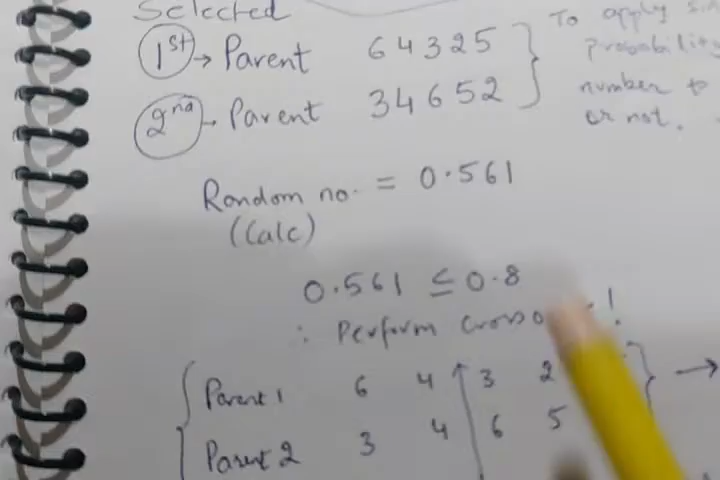 Selected
1st → Parent 64325
2nd → Parent 34652
To apply
probability
number to
or not.
Random no. = 0.561
(Calc)
0.561 ≤ 0.8
∴ Perform
Parent 1 6 4 3 2
Parent 2 3 4 6 5